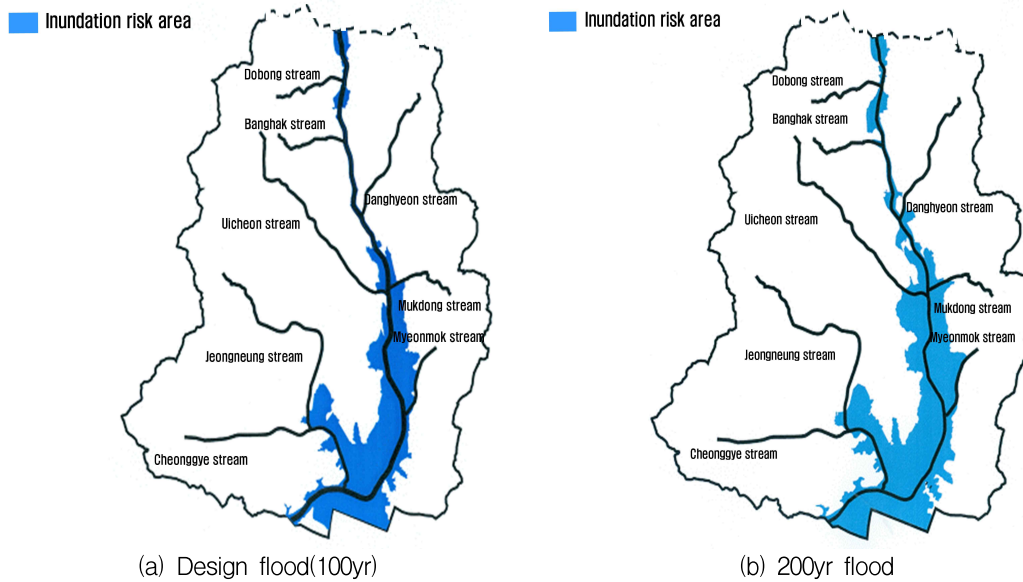 Inundation risk area
Dobong stream
Banghak stream
Danghyeon stream
Uicheon stream
Mukdong stream
Myeonmok stream
Jeongneung stream
Cheonggye stream
(a) Design flood(100yr)
Inundation risk area
Dobong stream
Banghak stream
Danghyeon stream
Uicheon stream
Mukdong stream
Myeonmok stream
Jeongneung stream
Cheonggye stream
(b) 200yr flood